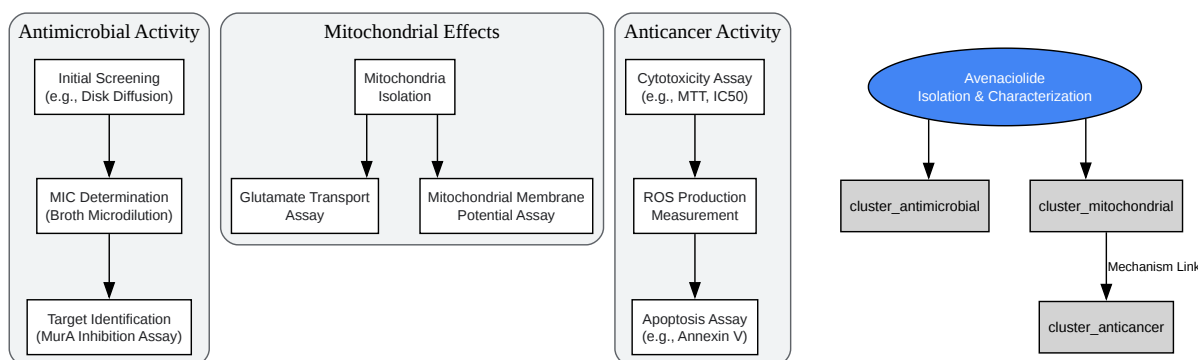 Antimicrobial Activity
Initial Screening
(e.g., Disk Diffusion)
MIC Determination
(Broth Microdilution)
Target Identification
(MurA Inhibition Assay)
Mitochondrial Effects
Mitochondria
Isolation
Glutamate Transport
Assay
Mitochondrial Membrane
Potential Assay
Anticancer Activity
Cytotoxicity Assay
(e.g., MTT, IC50)
ROS Production
Measurement
Apoptosis Assay
(e.g., Annexin V)
Avenaciolide
Isolation & Characterization
cluster_antimicrobial
cluster_mitochondrial
Mechanism Link
cluster_anticancer